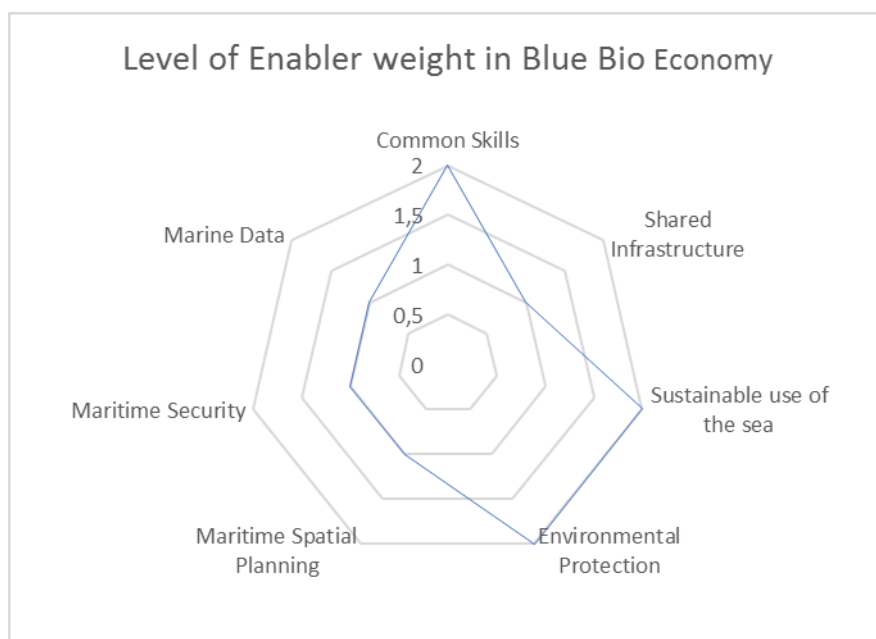 Level of Enabler weight in Blue Bio Economy
Common Skills
2
1,5
1
0,5
0
Shared
Infrastructure
Sustainable use of
the sea
Environmental
Protection
Maritime Spatial
Planning
Maritime Security
Marine Data